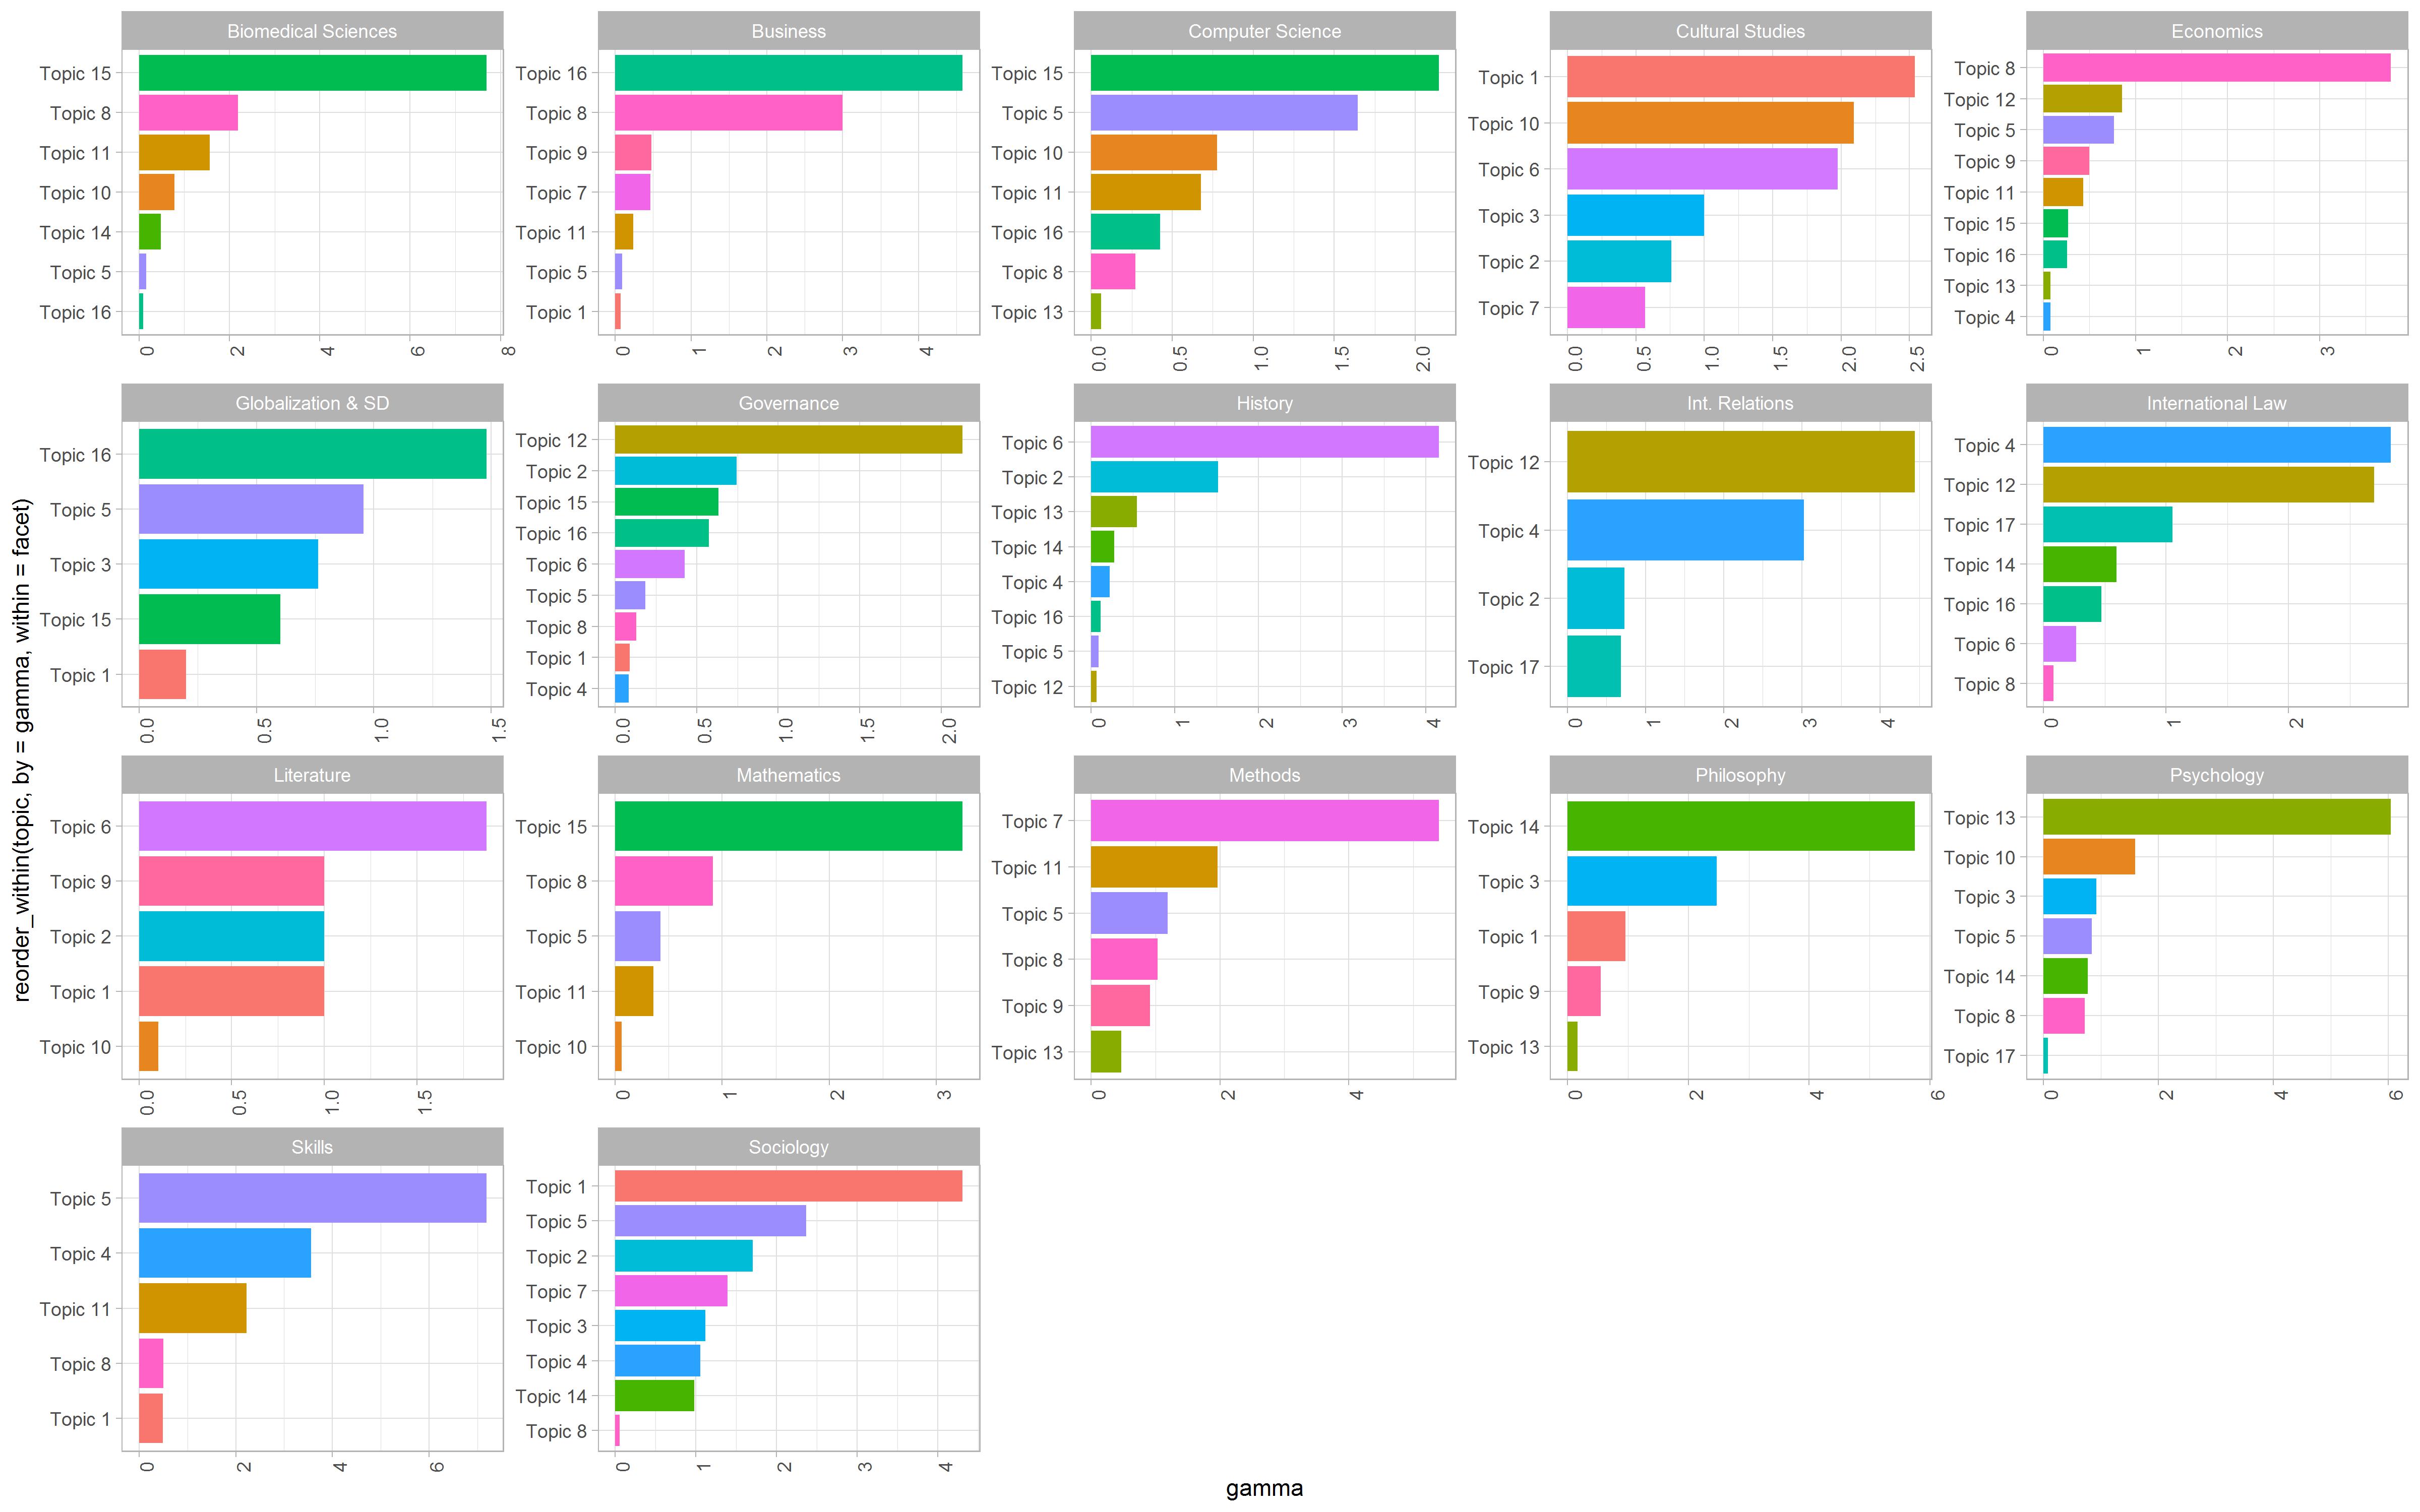 Biomedical Sciences
Topic 15
Topic 8
Topic 11
Topic 10
Topic 14
Topic 5
Topic 16
0 2 4 6 8
Business
Topic 16
Topic 8
Topic 9
Topic 7
Topic 11
Topic 5
Topic 1
0 1 2 3 4
Computer Science
Topic 15
Topic 5
Topic 10
Topic 11
Topic 16
Topic 8
Topic 13
0.0 0.5 1.0 1.5 2.0
Cultural Studies
Topic 1
Topic 10
Topic 6
Topic 3
Topic 2
Topic 7
0.0 0.5 1.0 1.5 2.0 2.5
Economics
Topic 8
Topic 12
Topic 5
Topic 9
Topic 11
Topic 15
Topic 16
Topic 13
Topic 4
0 1 2 3
reorder_within(topic, by = gamma, within = facet)
Globalization & SD
Topic 16
Topic 5
Topic 3
Topic 15
Topic 1
0.0 0.5 1.0 1.5
Governance
Topic 12
Topic 2
Topic 15
Topic 16
Topic 6
Topic 5
Topic 8
Topic 1
Topic 4
0.0 0.5 1.0 1.5 2.0
History
Topic 6
Topic 2
Topic 13
Topic 14
Topic 4
Topic 16
Topic 5
Topic 12
0 1 2 3 4
Int. Relations
Topic 12
Topic 4
Topic 2
Topic 17
0 1 2 3 4
International Law
Topic 4
Topic 12
Topic 17
Topic 14
Topic 16
Topic 6
Topic 8
0 1 2
Literature
Topic 6
Topic 9
Topic 2
Topic 1
Topic 10
0.0 0.5 1.0 1.5
Mathematics
Topic 15
Topic 8
Topic 5
Topic 11
Topic 10
0 1 2 3
Methods
Topic 7
Topic 11
Topic 5
Topic 8
Topic 9
Topic 13
0 2 4
Philosophy
Topic 14
Topic 3
Topic 1
Topic 9
Topic 13
0 2 4 6
Psychology
Topic 13
Topic 10
Topic 3
Topic 5
Topic 14
Topic 8
Topic 17
0 2 4 6
Skills
Topic 5
Topic 4
Topic 11
Topic 8
Topic 1
0 2 4 6
Sociology
Topic 1
Topic 5
Topic 2
Topic 7
Topic 3
Topic 4
Topic 14
Topic 8
0 1 2 3 4
gamma